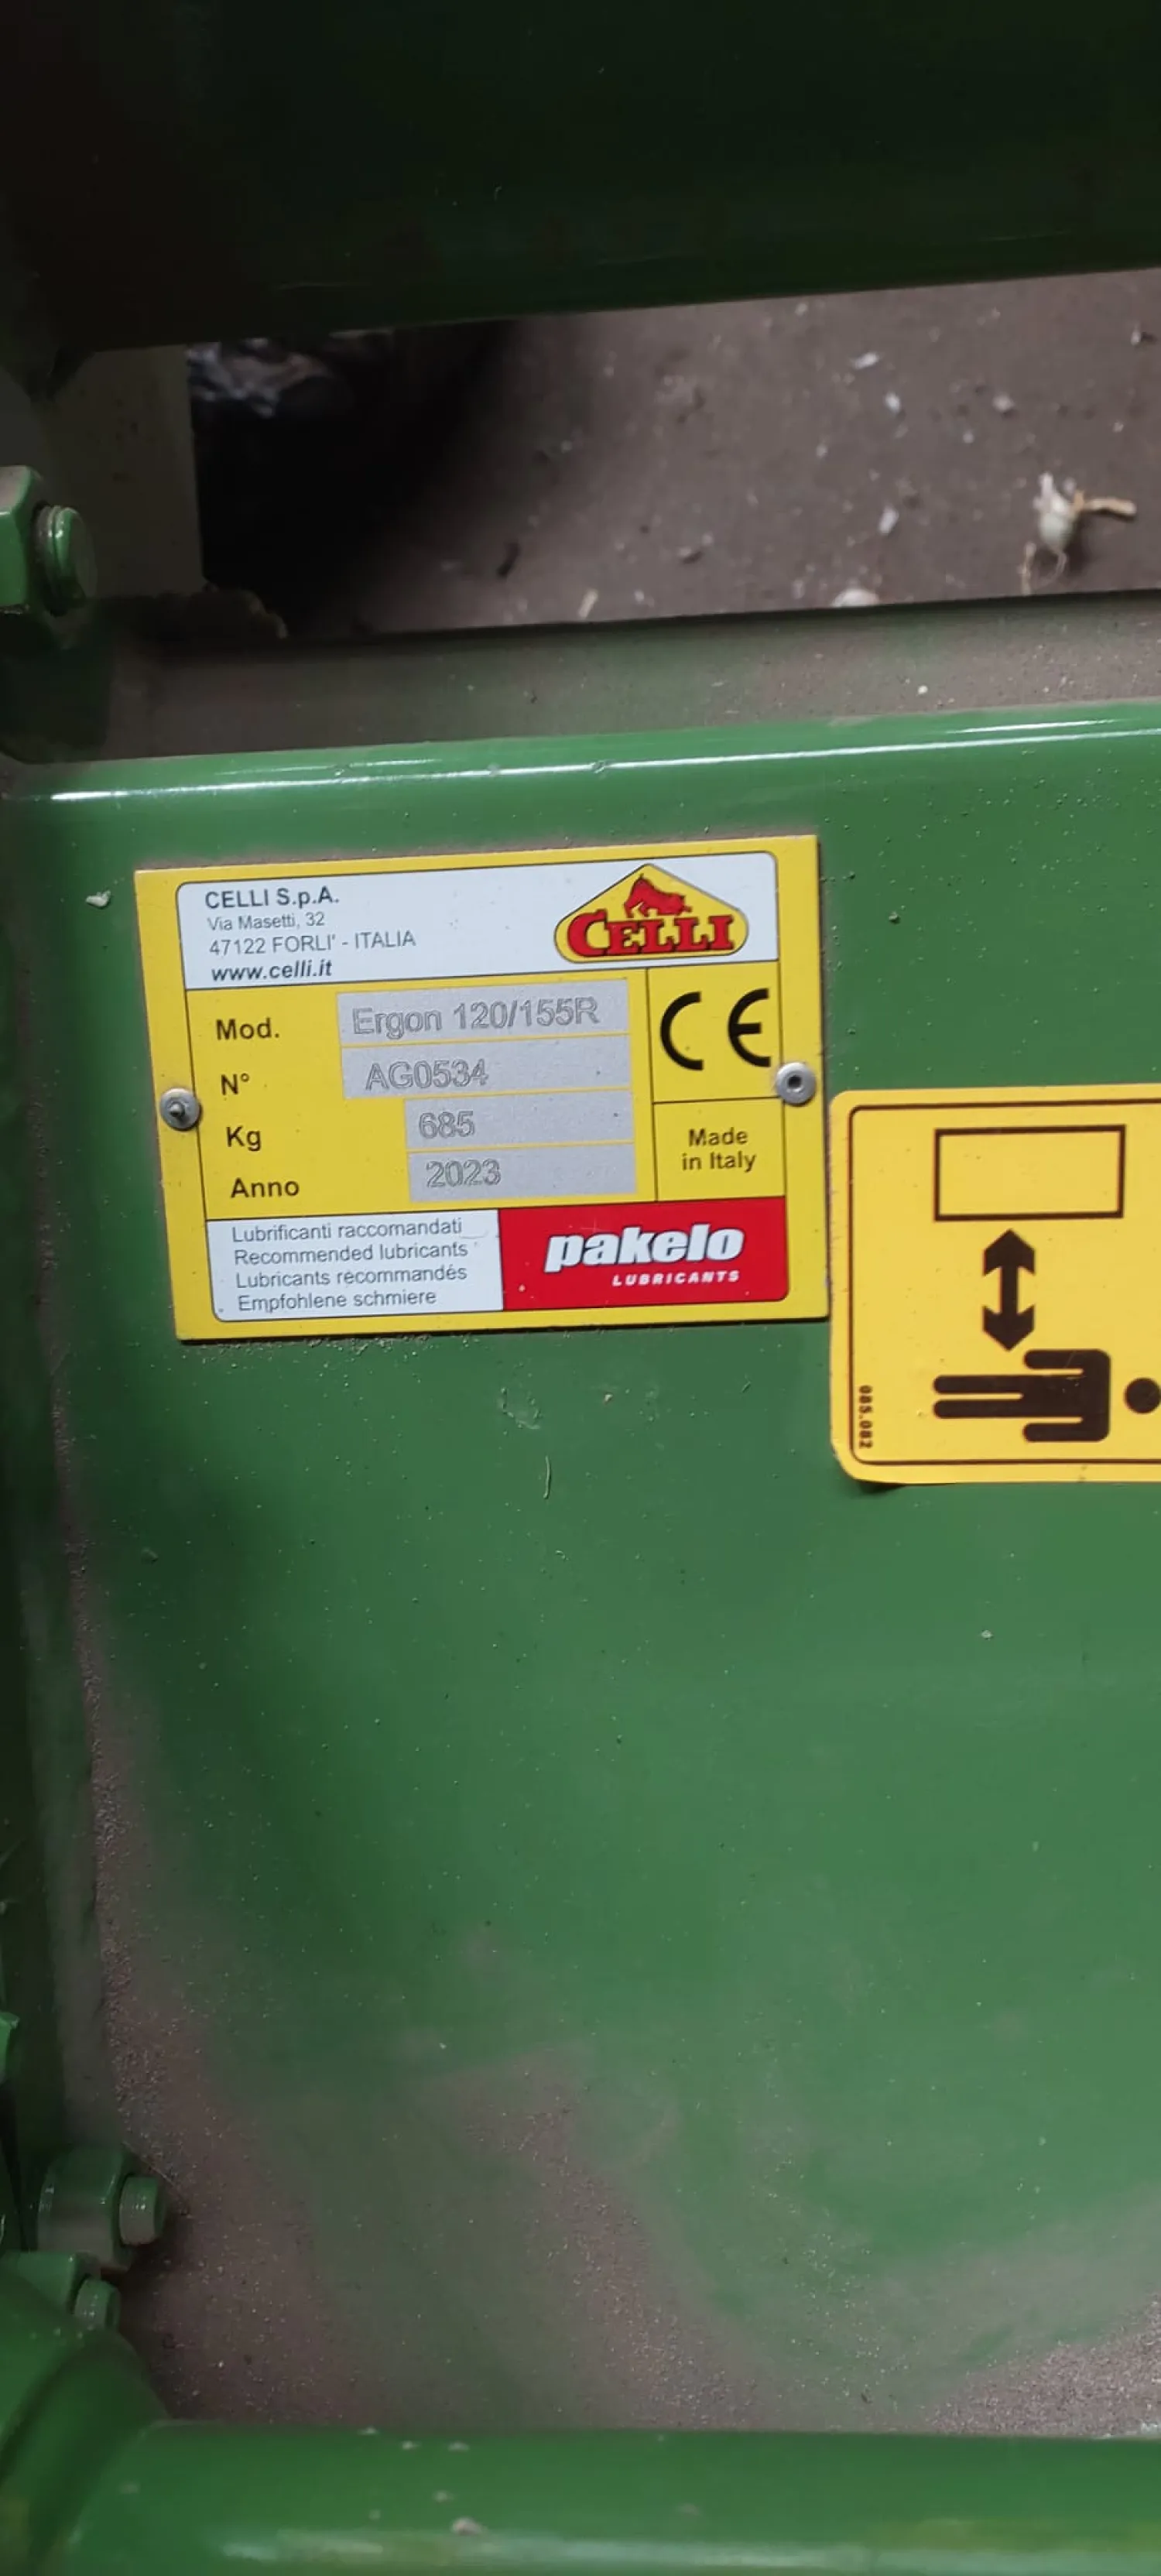 CELLI S.p.A.
Via Masetti, 32
47122 FORLI' - ITALIA
www.celli.it
CELLI
Mod. Ergon 120/155R
N° AG0534
Kg 685
Anno 2023
CE
Made
in Italy
Lubrificanti raccomandati
Recommended lubricants
Lubricants recommandés
Empfohlene schmiere
pakelo
LUBRICANTS
085.082